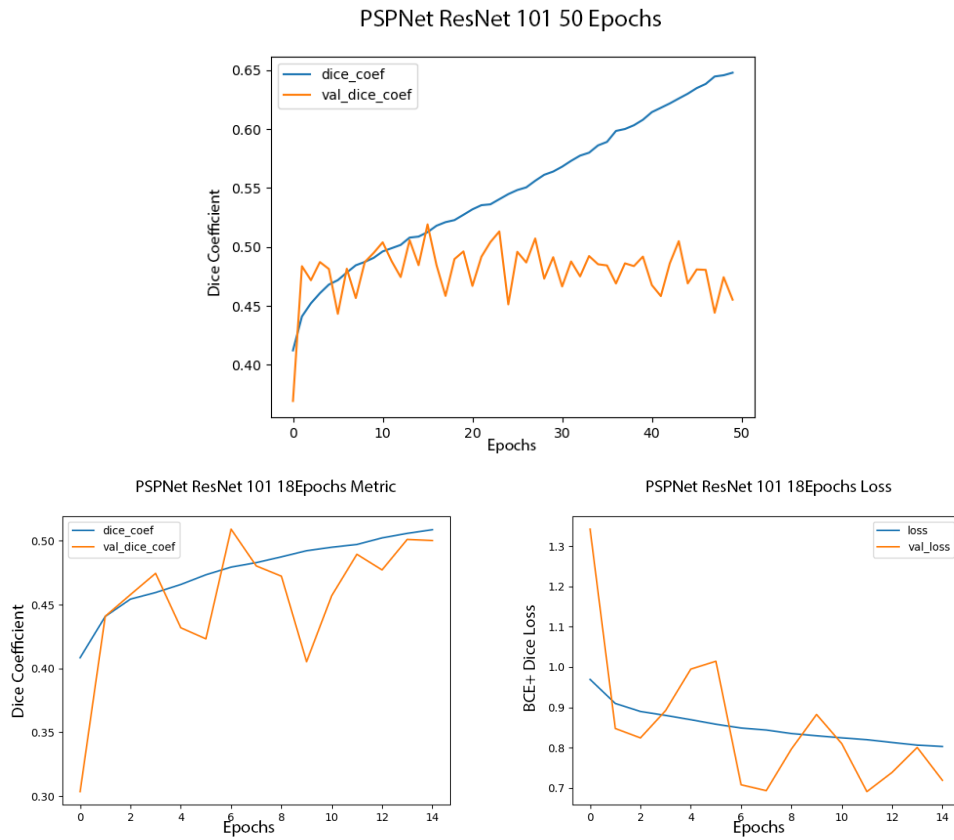 PSPNet ResNet 101 50 Epochs
dice_coef
val_dice_coef
Dice Coefficient
0.65
0.60
0.55
0.50
0.45
0.40
0 10 20 30 40 50
Epochs
PSPNet ResNet 101 18Epochs Metric
dice_coef
val_dice_coef
Dice Coefficient
0.50
0.45
0.40
0.35
0.30
0 2 4 6 8 10 12 14
Epochs
PSPNet ResNet 101 18Epochs Loss
loss
val_loss
BCE+ Dice Loss
1.3
1.2
1.1
1.0
0.9
0.8
0.7
0 2 4 6 8 10 12 14
Epochs